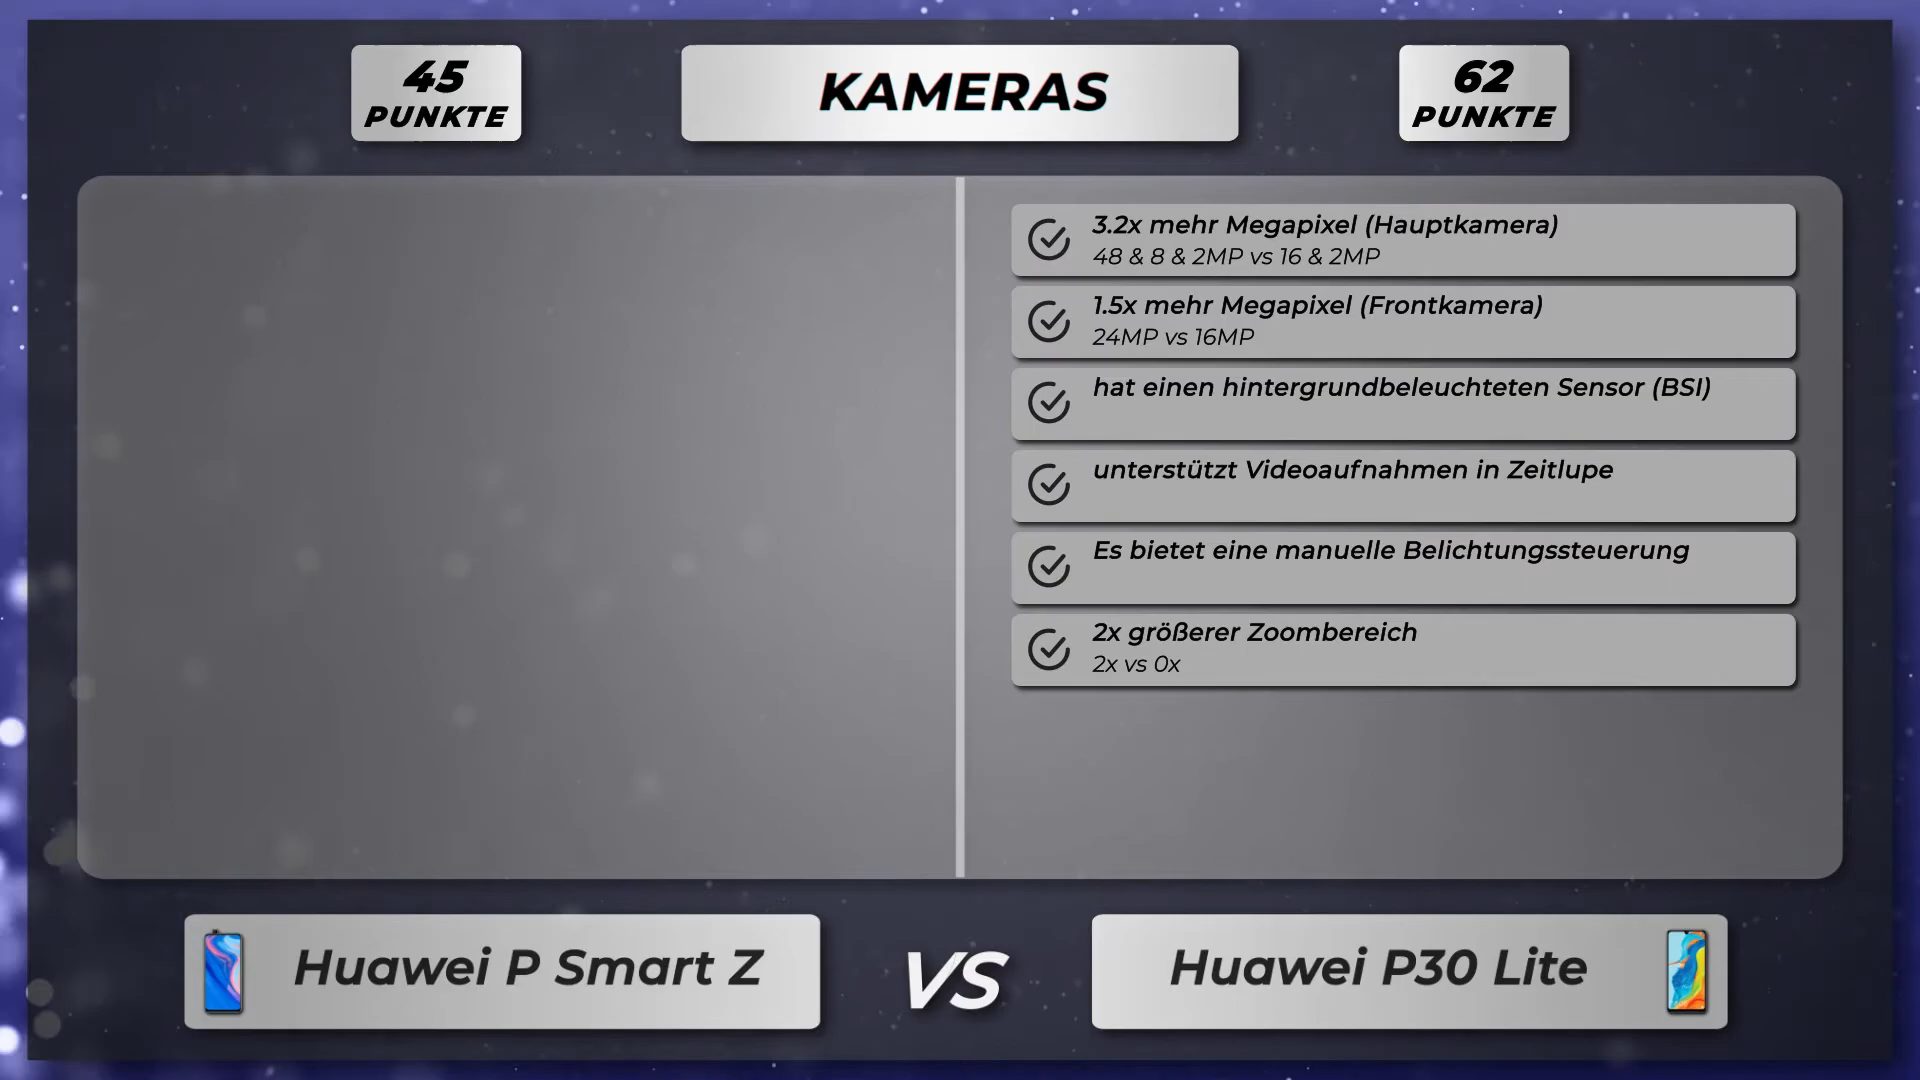 45
PUNKTE
KAMERAS
62
PUNKTE
3.2x mehr Megapixel (Hauptkamera)
48 & 8 & 2MP vs 16 & 2MP
1.5x mehr Megapixel (Frontkamera)
24MP vs 16MP
hat einen hintergrundbeleuchteten Sensor (BSI)
unterstützt Videoaufnahmen in Zeitlupe
Es bietet eine manuelle Belichtungssteuerung
2x größerer Zoombereich
2x vs 0x
Huawei P Smart Z
VS
Huawei P30 Lite